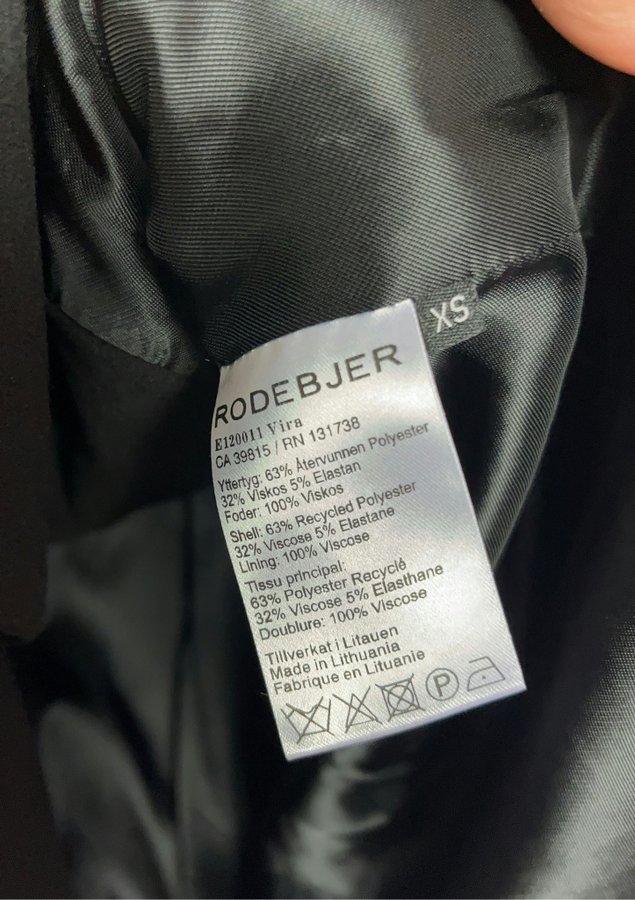 XS
RODEBJER
E120011 Vira
CA 39815 / RN 131738
Yttertyg: 63% Återvunnen Polyester
32% Viskos 5% Elastan
Foder: 100% Viskos
Shell: 63% Recycled Polyester
32% Viscose 5% Elastane
Lining: 100% Viscose
Tissu principal:
63% Polyester Recyclé
32% Viscose 5% Elasthane
Doublure: 100% Viscose
Tillverkat i Litauen
Made in Lithuania
Fabrique en Lituanie
P